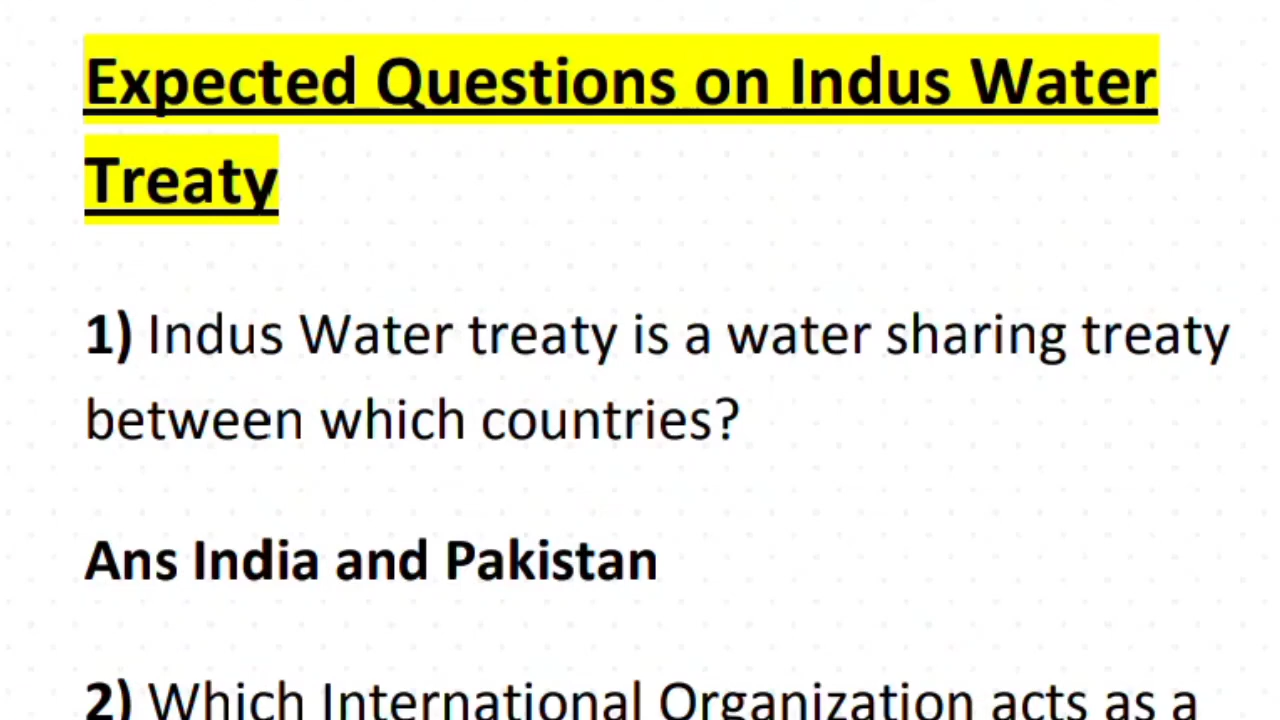 Expected Questions on Indus Water
Treaty
1) Indus Water treaty is a water sharing treaty
between which countries?
Ans India and Pakistan
2) Which International Organization acts as a